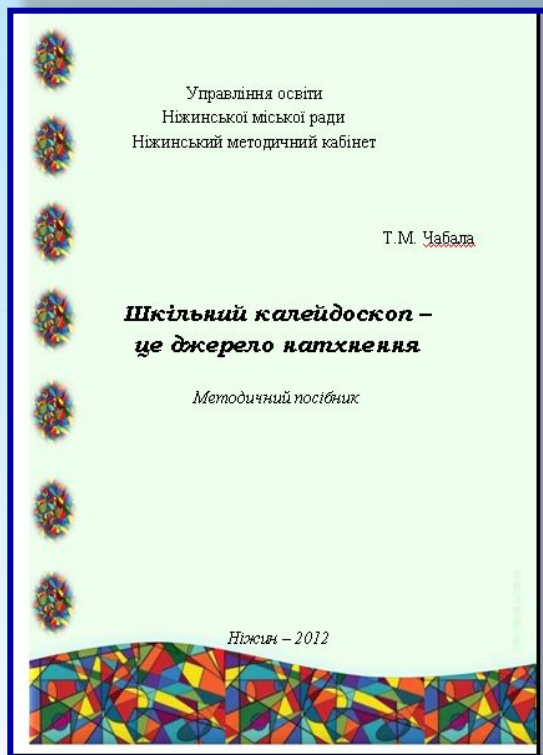 Управління освіти
Ніжинської міської ради
Ніжинський методичний кабінет
Т.М. Чабала
Шкільний калейдоскоп –
це джерело натхнення
Методичний посібник
Ніжин – 2012